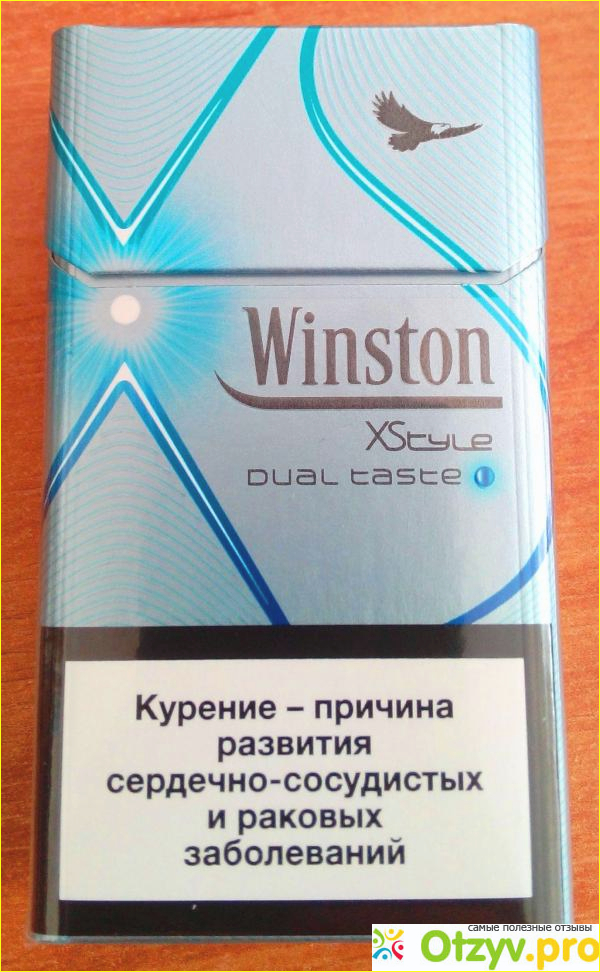 Winston
XStyle
Dual taste
Курение – причина
развития
сердечно-сосудистых
и раковых
заболеваний
самые полезные отзывы
Otzyv.pro